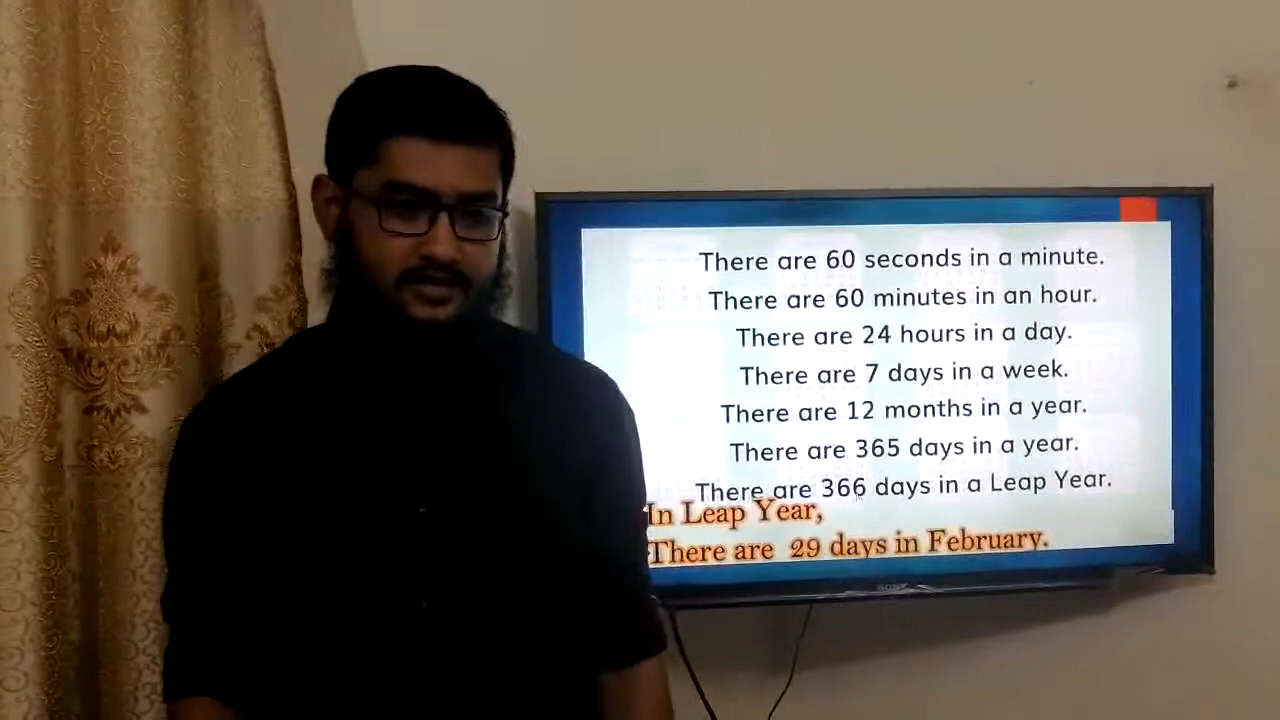 There are 60 seconds in a minute.
There are 60 minutes in an hour.
There are 24 hours in a day.
There are 7 days in a week.
There are 12 months in a year.
There are 365 days in a year.
There are 366 days in a Leap Year.
In Leap Year,
There are 29 days in February.
SONY